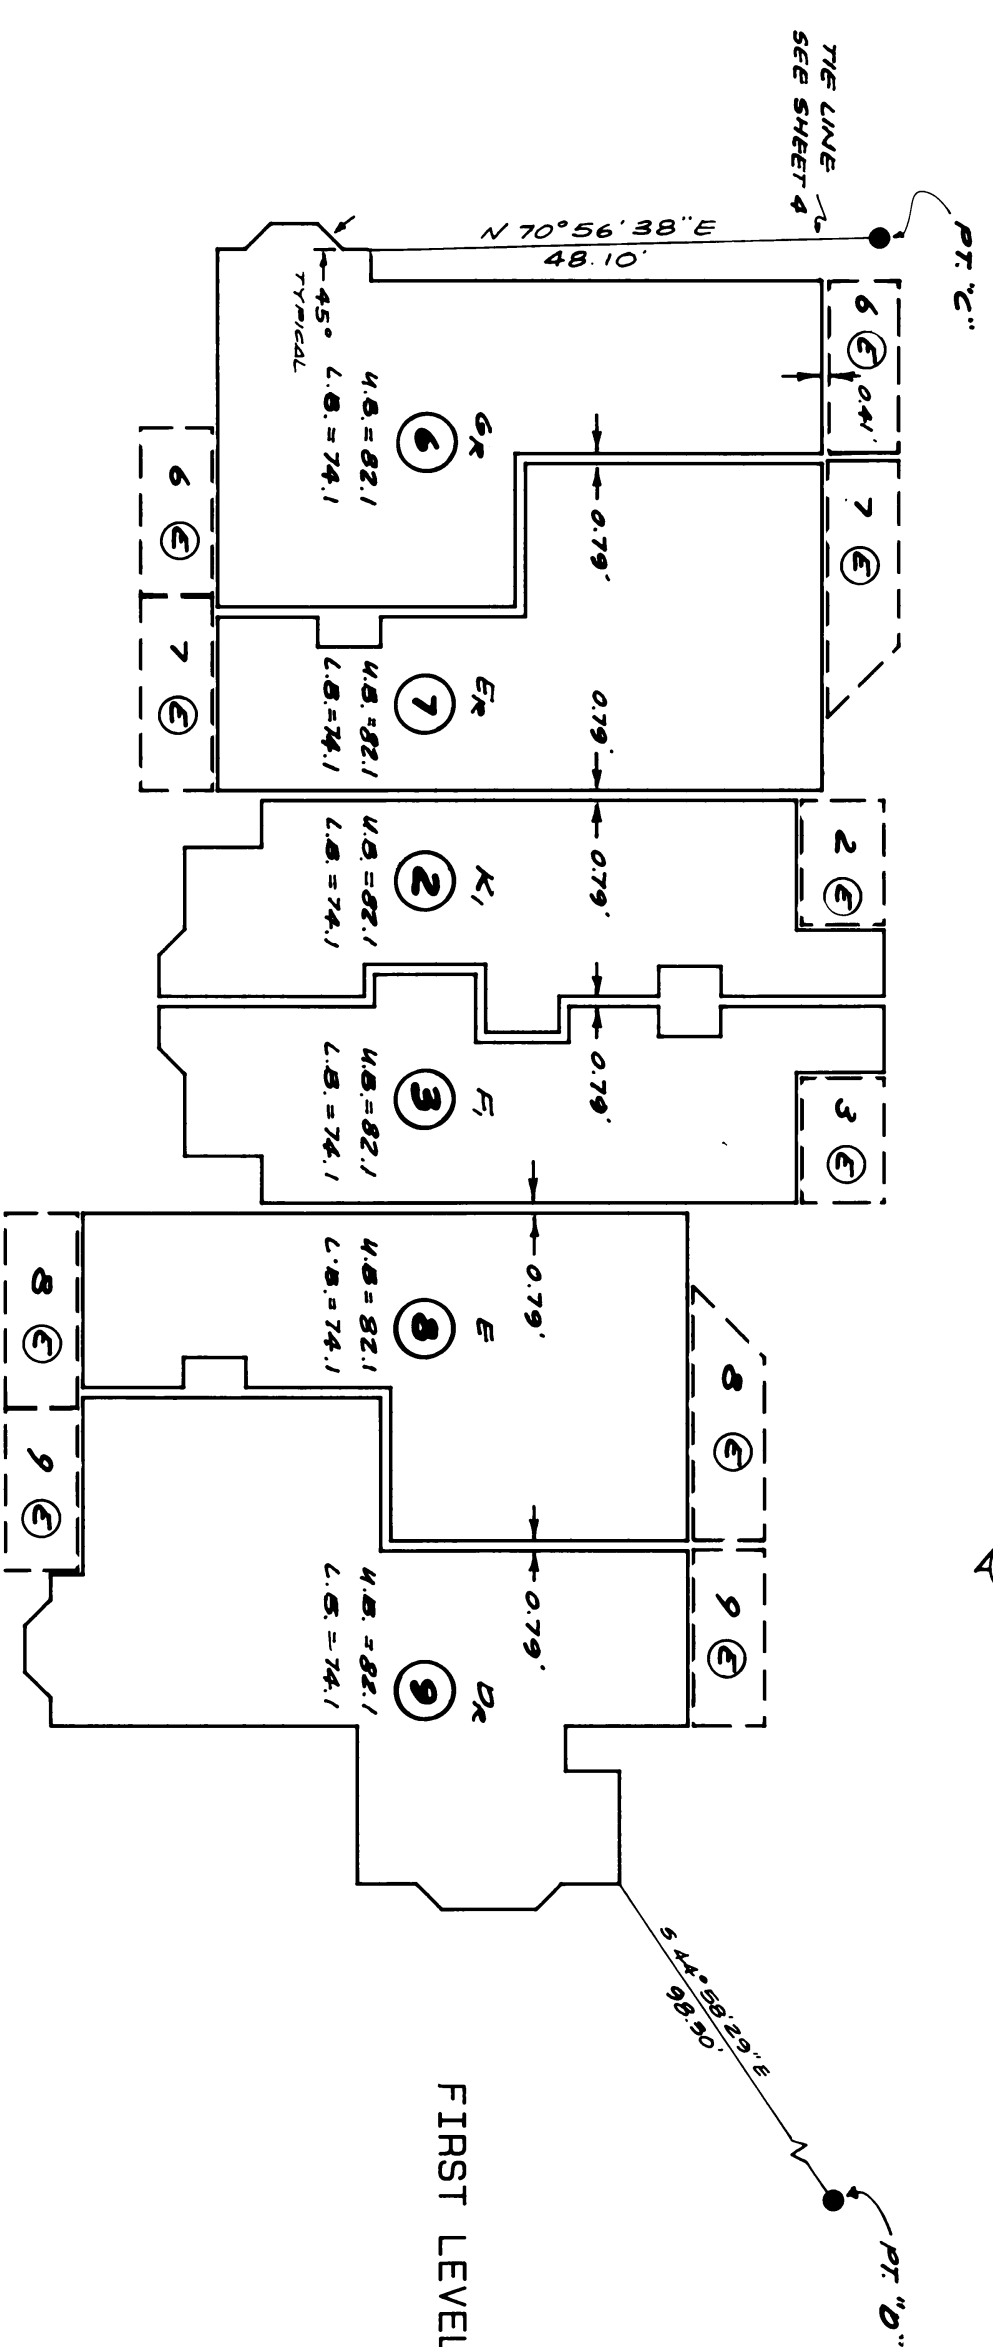 TIE LINE
SEE SHEET 4
PT. "C"
N 70°56'38"E
48.10'
6 E
0.41'
7 E
45°
TYPICAL
GR
6
U.B. = 82.1
L.B. = 74.1
0.79'
6 E
7 E
ER
7
U.B. = 82.1
L.B. = 74.1
0.79'
2 E
K1
2
U.B. = 82.1
L.B. = 74.1
0.79'
3 E
F1
3
U.B. = 82.1
L.B. = 74.1
0.79'
8 E
E
8
U.B = 82.1
L.B. = 74.1
0.79'
8 E
9 E
9 E
DR
9
U.B. = 82.1
L.B. = 74.1
0.79'
S 44°58'29"E
98.30'
PT. "D"
FIRST LEVEL